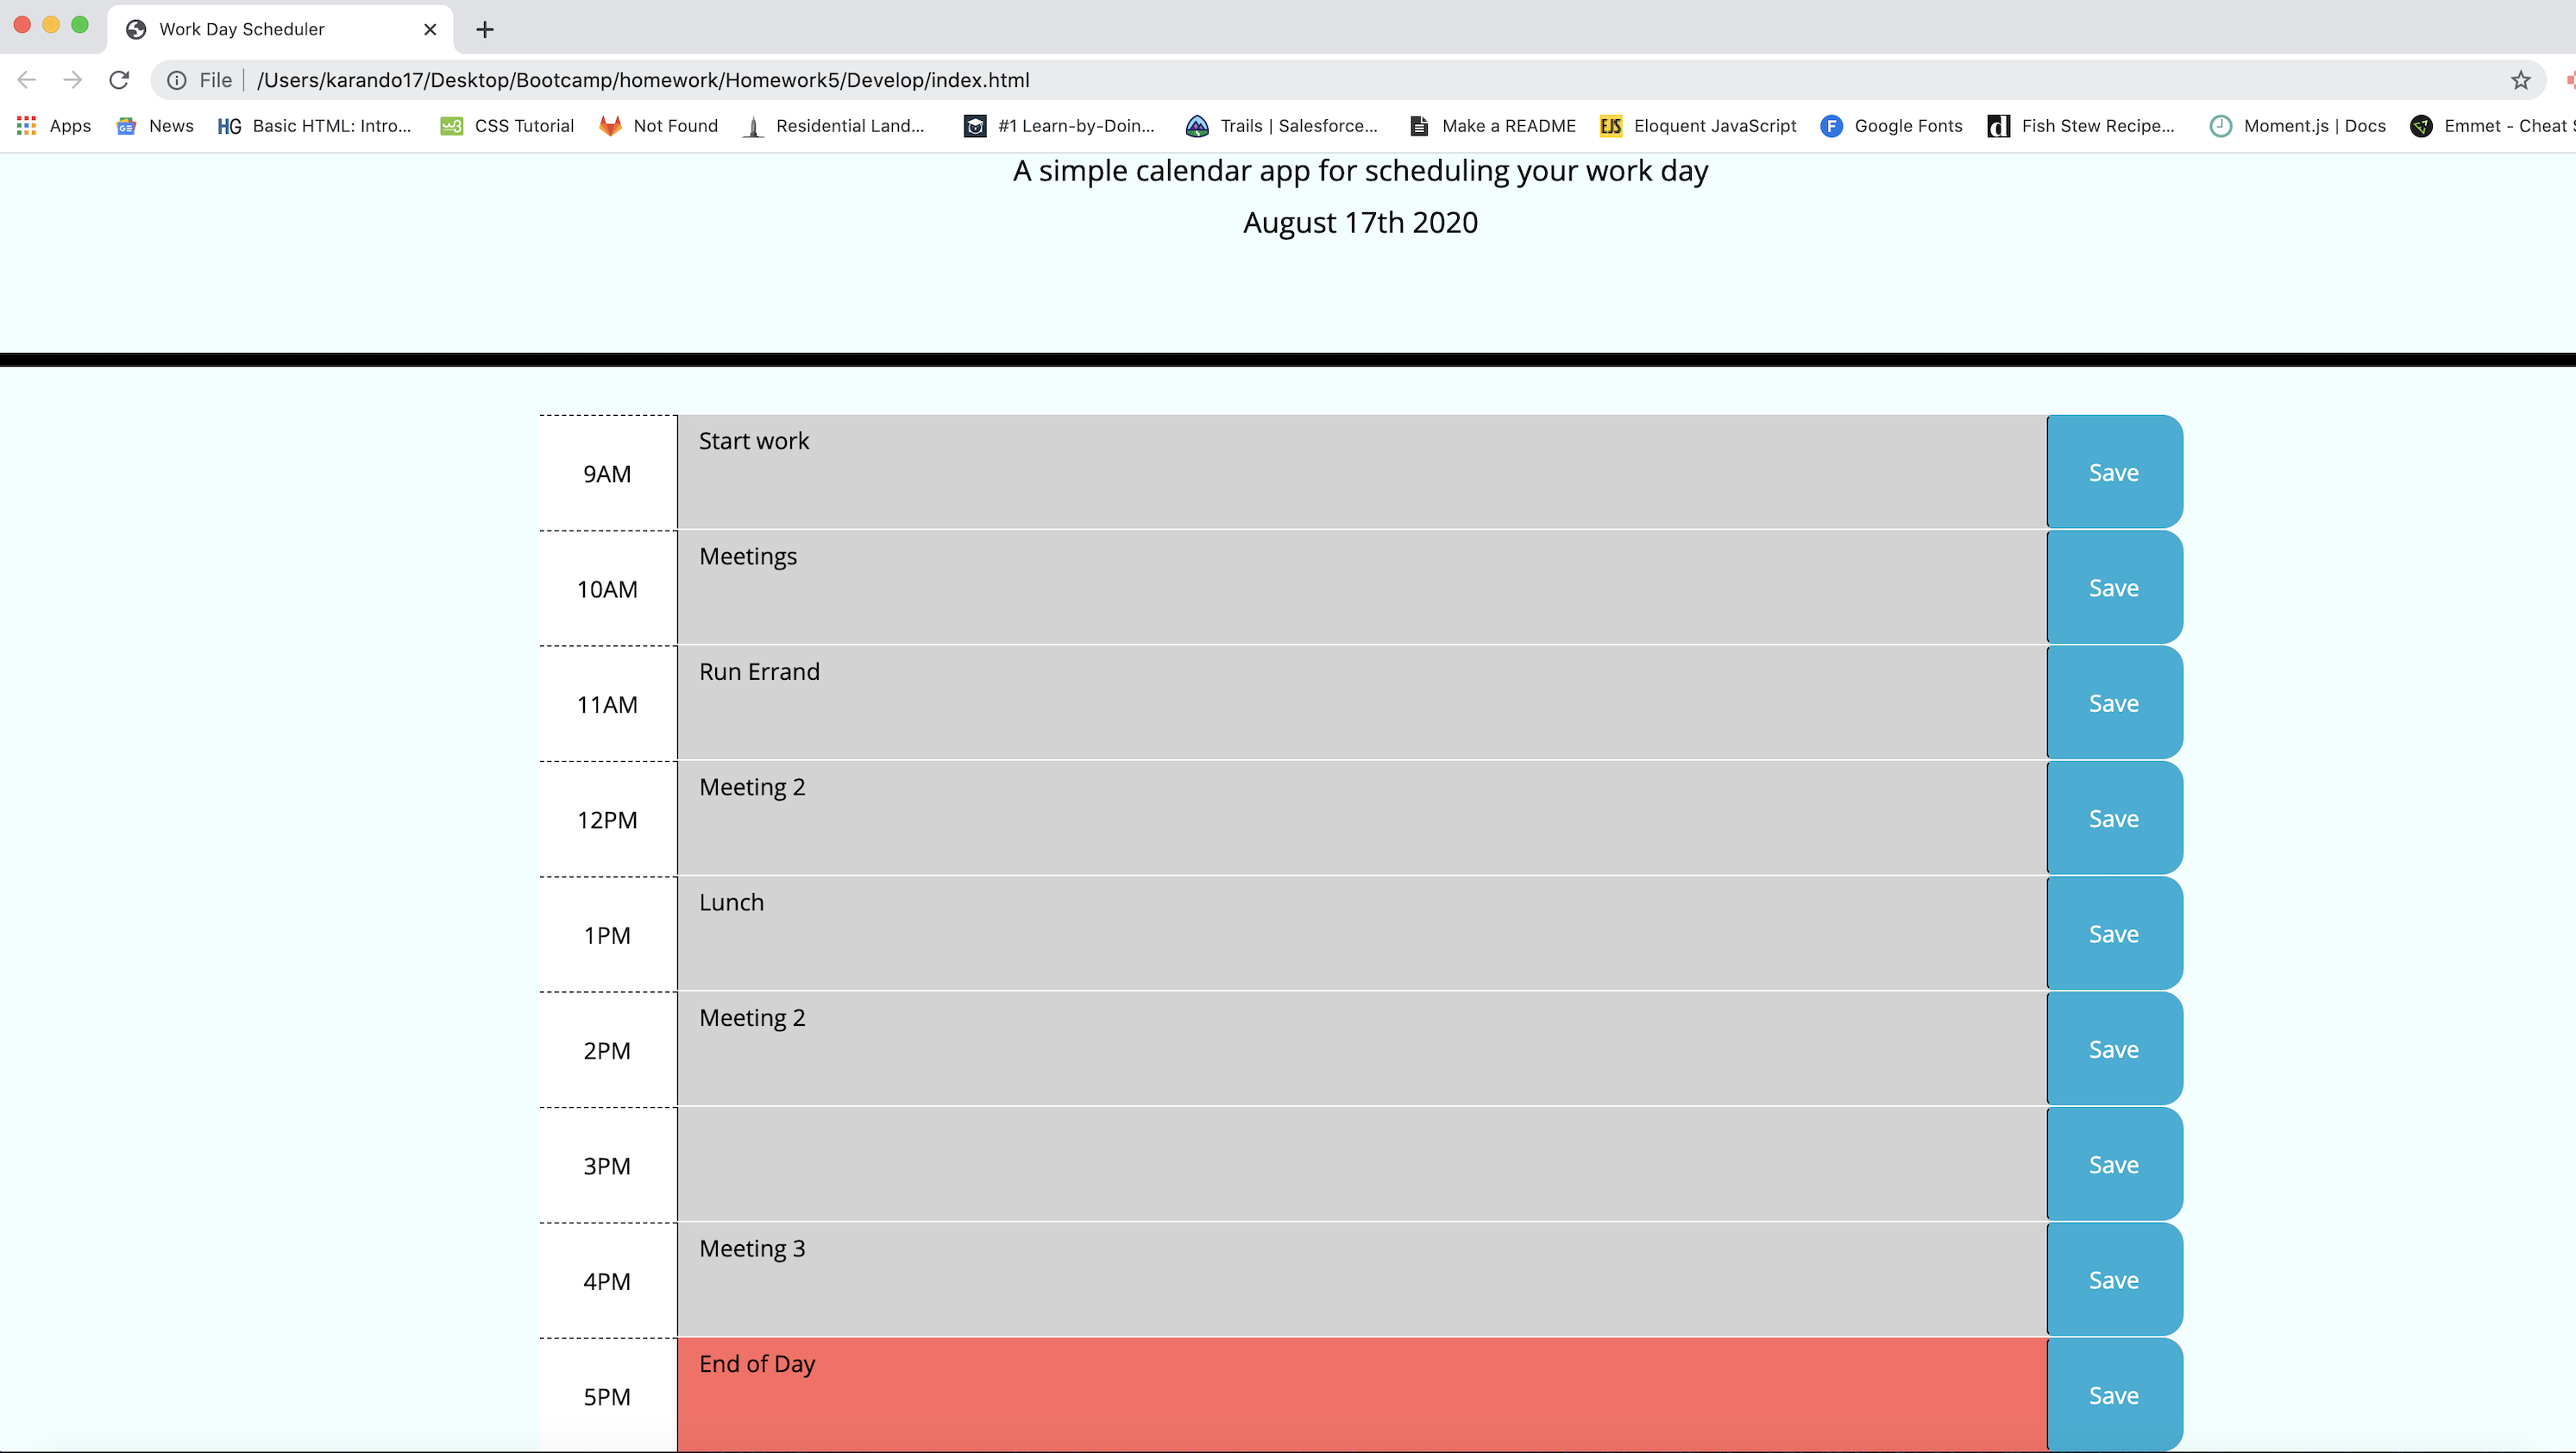 Work Day Scheduler
File /Users/karando17/Desktop/Bootcamp/homework/Homework5/Develop/index.html
Apps News HG Basic HTML: Intro... w3 CSS Tutorial Not Found Residential Land... #1 Learn-by-Doin... Trails | Salesforce... Make a README EJS Eloquent JavaScript F Google Fonts d Fish Stew Recipe... Moment.js | Docs Emmet - Cheat
A simple calendar app for scheduling your work day
August 17th 2020
9AM Start work Save
10AM Meetings Save
11AM Run Errand Save
12PM Meeting 2 Save
1PM Lunch Save
2PM Meeting 2 Save
3PM Save
4PM Meeting 3 Save
5PM End of Day Save